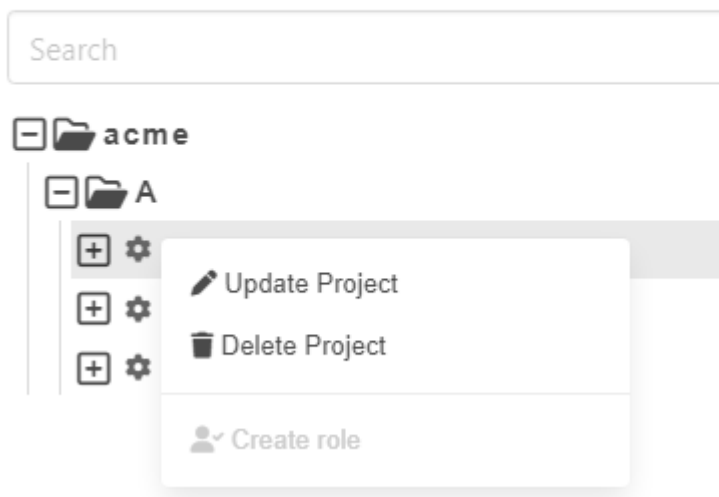 Search
acme
A
Update Project
Delete Project
Create role